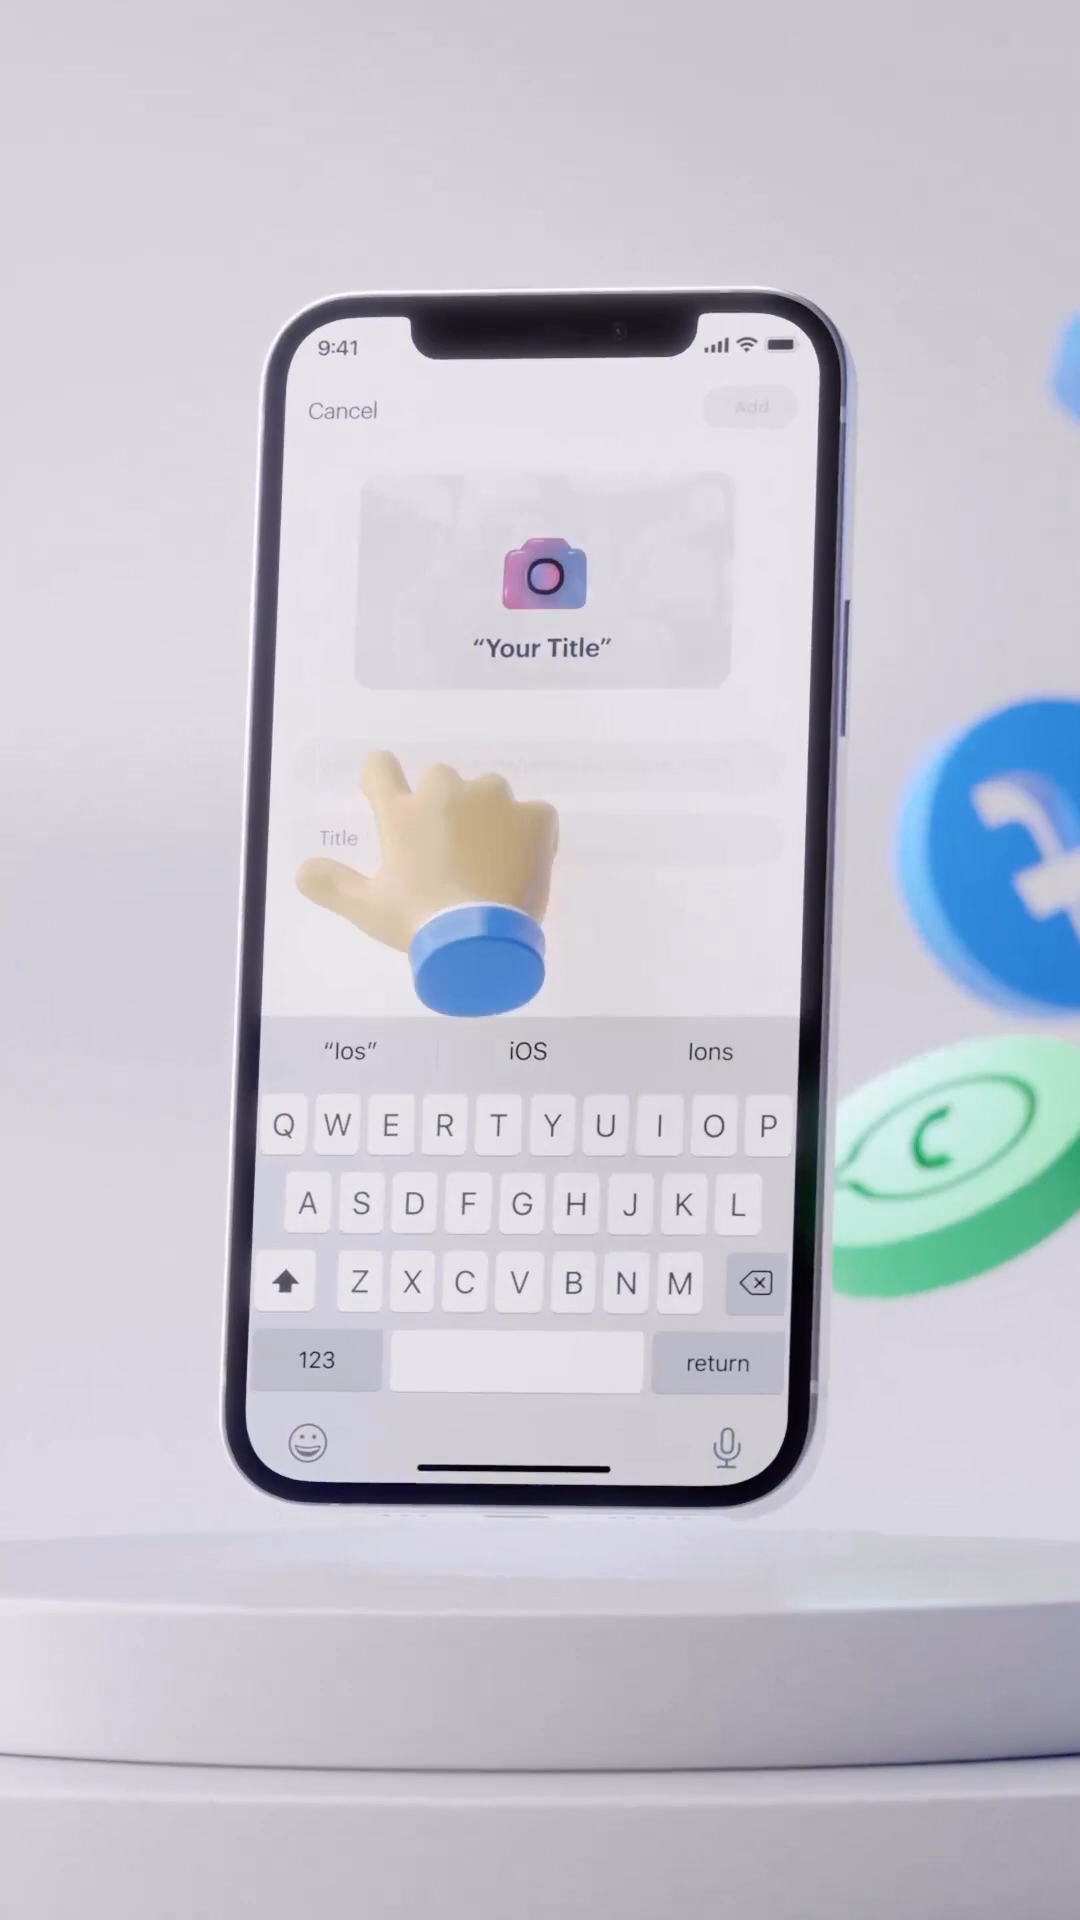 9:41
Cancel
Add
“Your Title”
Title
“Ios”
iOS
Ions
Q W E R T Y U I O P
A S D F G H J K L
Z X C V B N M
123
return
C